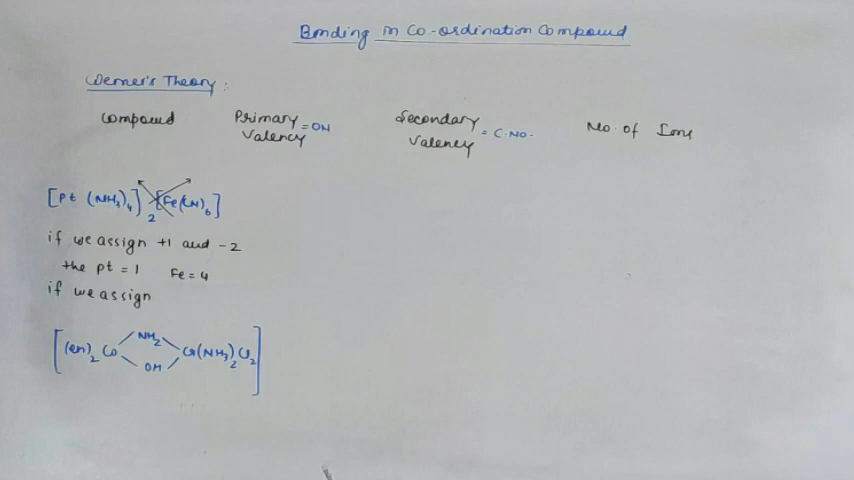 Bonding in Co-ordination Compound
Werner's Theory :
Compound Primary Valency = ON Secondary Valency = C.NO. No. of Ions
[Pt (NH3)4]2 [Fe(CN)6]
if we assign +1 and -2
the pt = 1 Fe = 4
if we assign
[(en)2 Co NH2 OH Cr(NH3)2 Cl2]